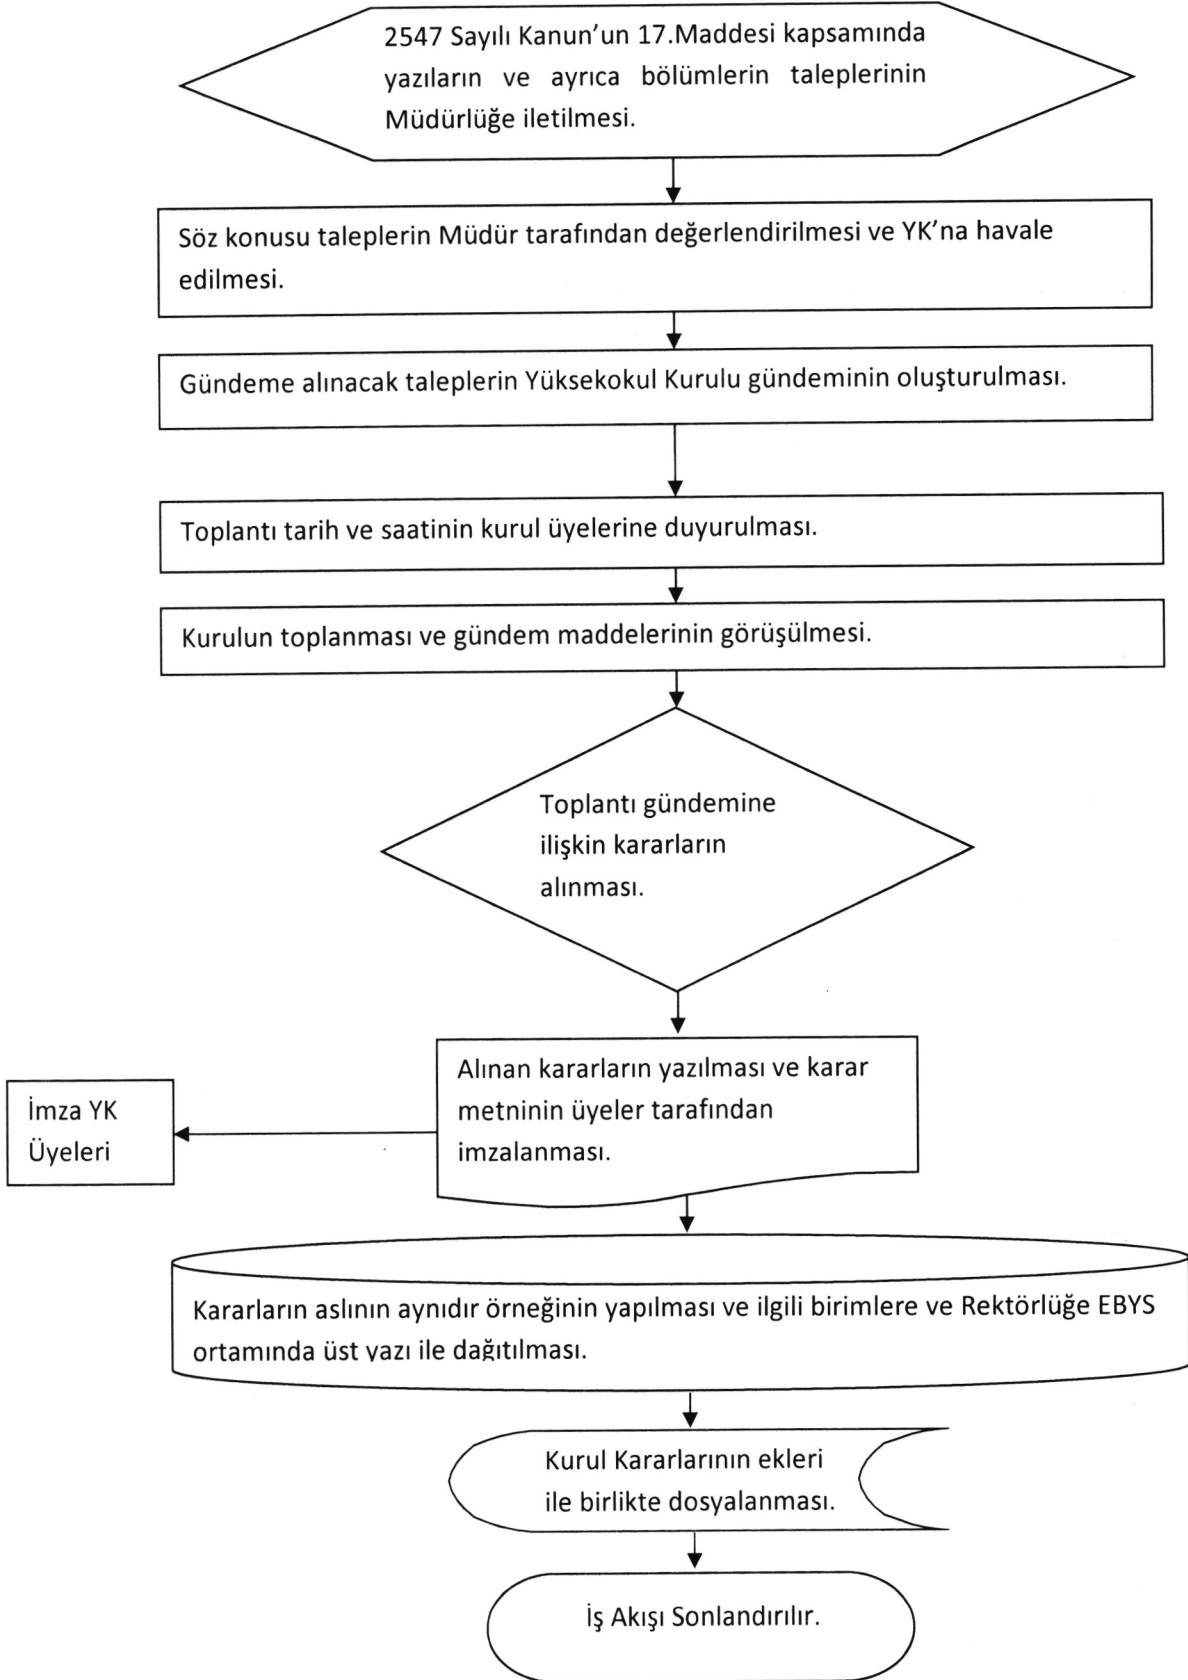 2547 Sayılı Kanun’un 17.Maddesi kapsamında
yazıların ve ayrıca bölümlerin taleplerinin
Müdürlüğe iletilmesi.
Söz konusu taleplerin Müdür tarafından değerlendirilmesi ve YK’na havale
edilmesi.
Gündeme alınacak taleplerin Yüksekokul Kurulu gündeminin oluşturulması.
Toplantı tarih ve saatinin kurul üyelerine duyurulması.
Kurulun toplanması ve gündem maddelerinin görüşülmesi.
Toplantı gündemine
ilişkin kararların
alınması.
Alınan kararların yazılması ve karar
metninin üyeler tarafından
imzalanması.
İmza YK
Üyeleri
Kararların aslının aynıdır örneğinin yapılması ve ilgili birimlere ve Rektörlüğe EBYS
ortamında üst yazı ile dağıtılması.
Kurul Kararlarının ekleri
ile birlikte dosyalanması.
İş Akışı Sonlandırılır.